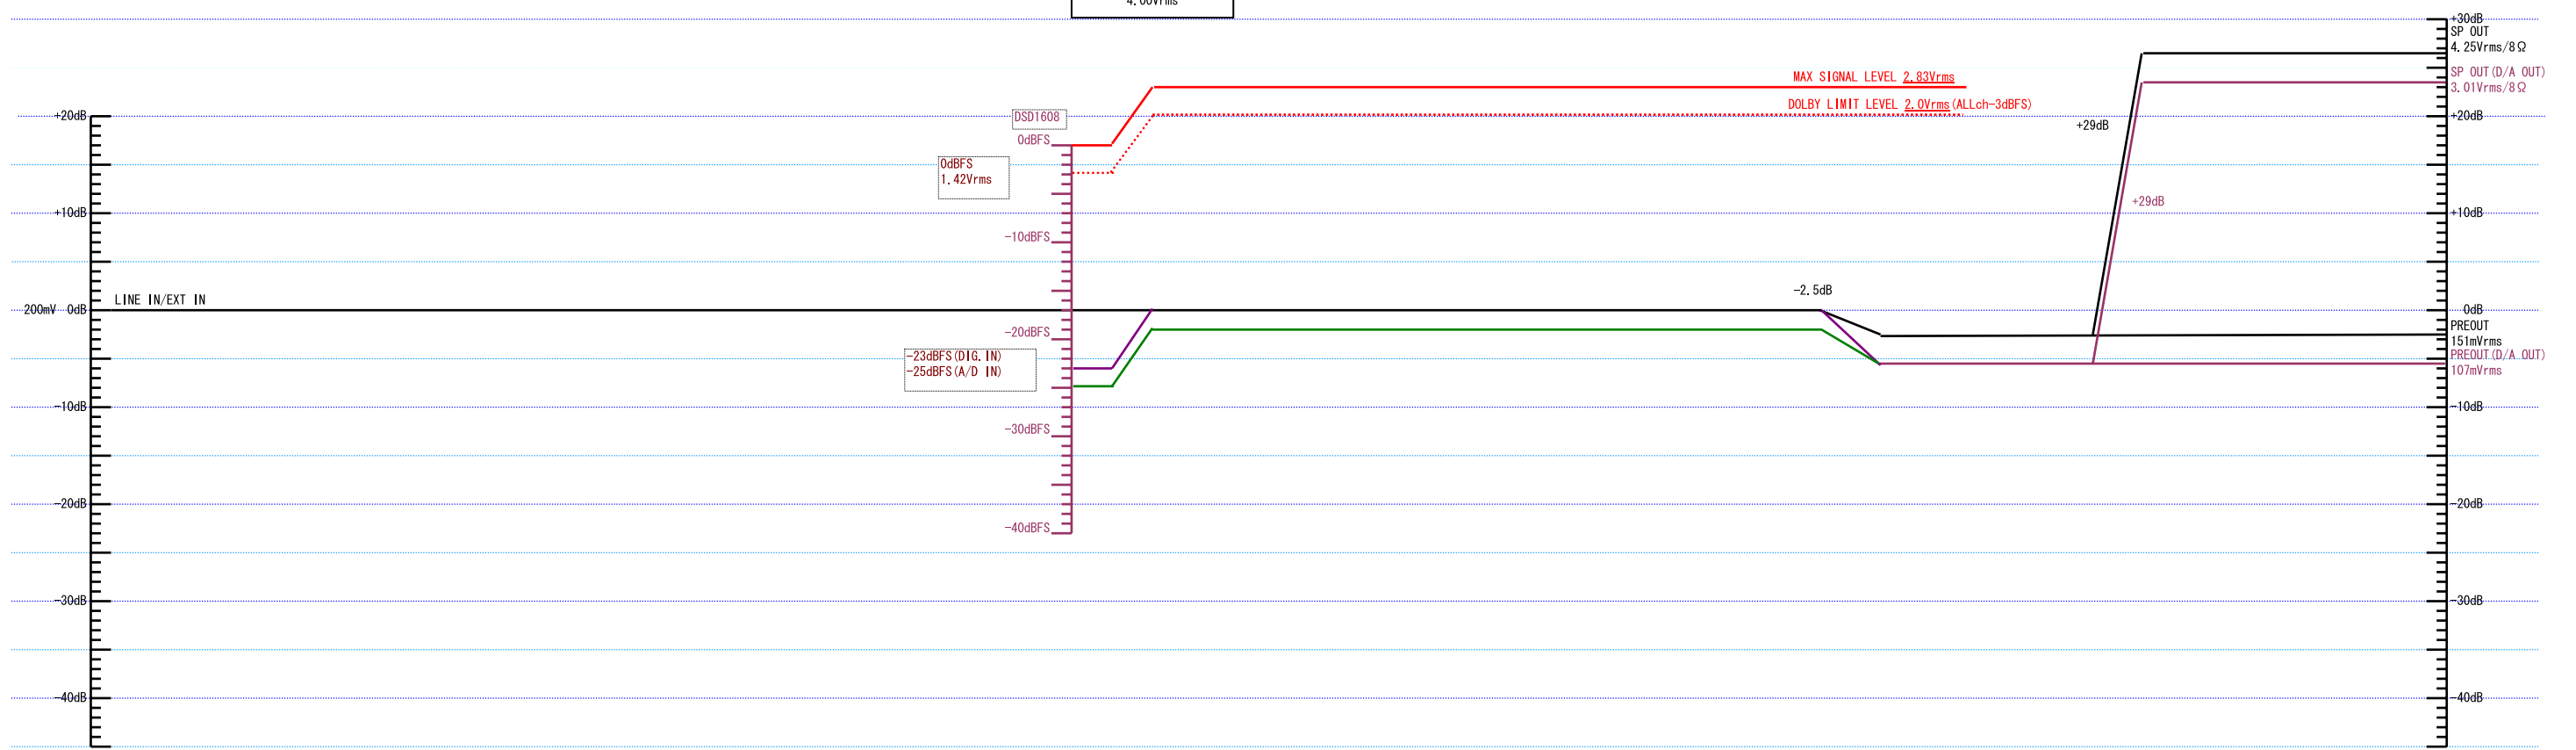 4.00Vrms
+30dB
SP OUT
4.25Vrms/8Ω
SP OUT(D/A OUT)
3.01Vrms/8Ω
MAX SIGNAL LEVEL 2.83Vrms
DOLBY LIMIT LEVEL 2.0Vrms(ALLch-3dBFS)
+20dB
DSD1608
+29dB
+20dB
0dBFS
0dBFS
1.42Vrms
+29dB
+10dB
+10dB
-10dBFS
LINE IN/EXT IN
-2.5dB
200mV 0dB
0dB
-20dBFS
PREOUT
151mVrms
-23dBFS(DIG.IN)
-25dBFS(A/D IN)
PREOUT(D/A OUT)
107mVrms
-10dB
-10dB
-30dBFS
-20dB
-20dB
-40dBFS
-30dB
-30dB
-40dB
-40dB